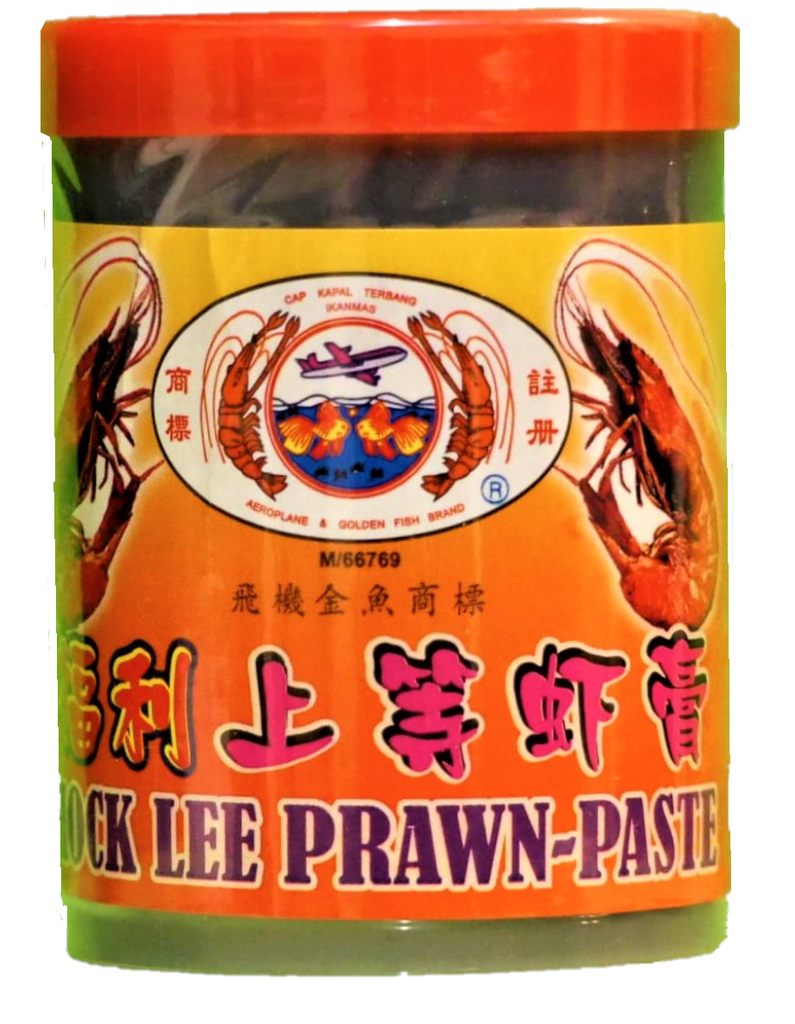 CAP KAPAL TERBANG
IKANMAS
商標
註册
AEROPLANE & GOLDEN FISH BRAND
®
M/66769
飛機金魚商標
福利上等虾膏
OCK LEE PRAWN-PASTE